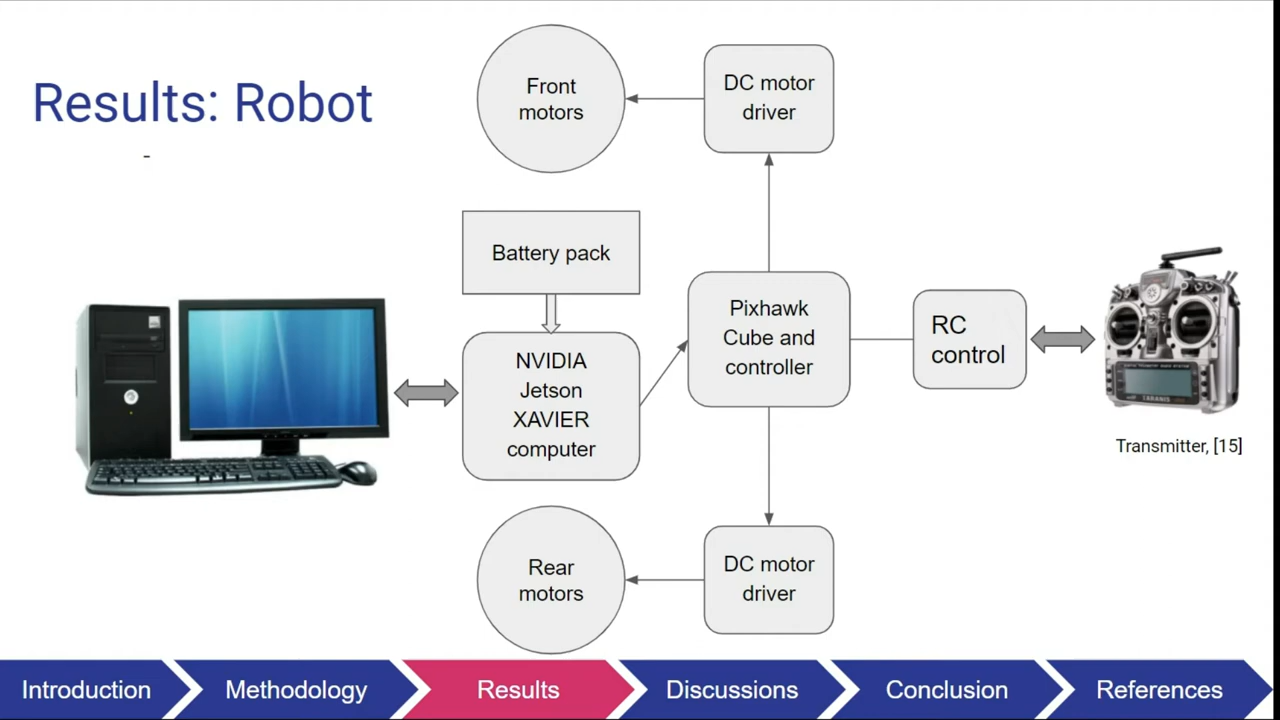 Results: Robot
-
Front
motors
DC motor
driver
Battery pack
NVIDIA
Jetson
XAVIER
computer
Pixhawk
Cube and
controller
RC
control
TARANIS
Transmitter, [15]
Rear
motors
DC motor
driver
Introduction
Methodology
Results
Discussions
Conclusion
References